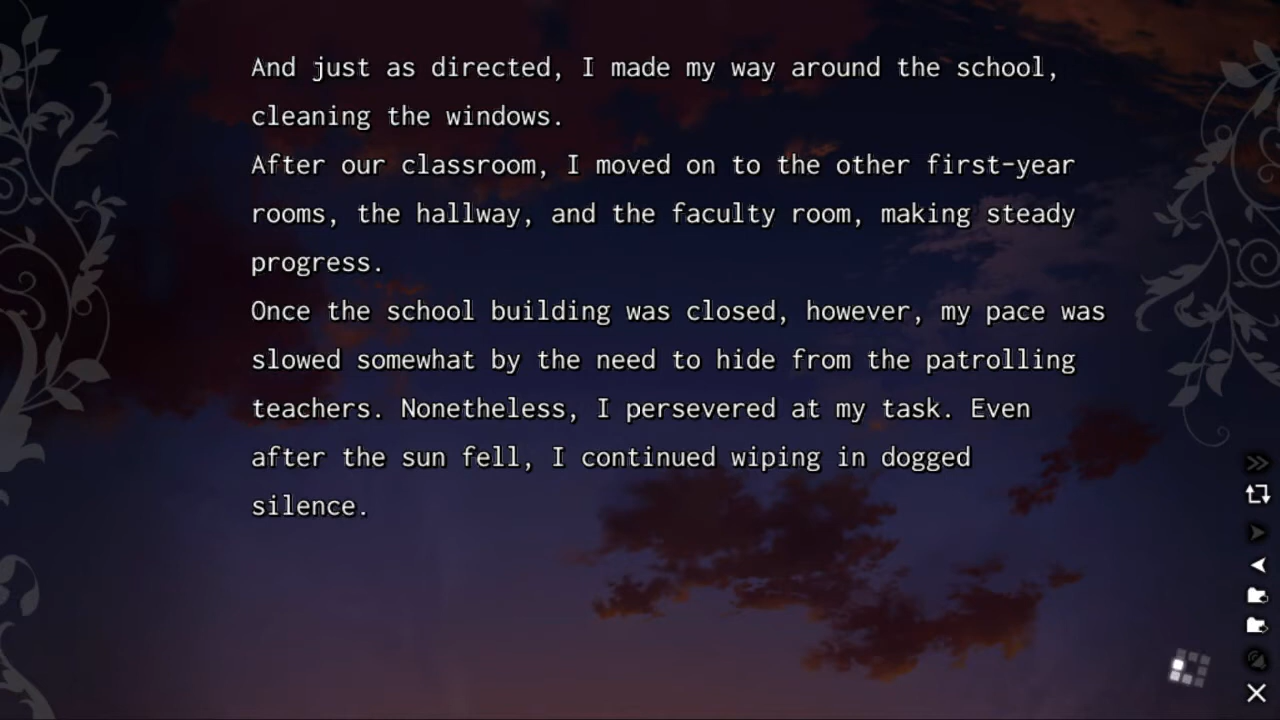 And just as directed, I made my way around the school,
cleaning the windows.
After our classroom, I moved on to the other first-year
rooms, the hallway, and the faculty room, making steady
progress.
Once the school building was closed, however, my pace was
slowed somewhat by the need to hide from the patrolling
teachers. Nonetheless, I persevered at my task. Even
after the sun fell, I continued wiping in dogged
silence.